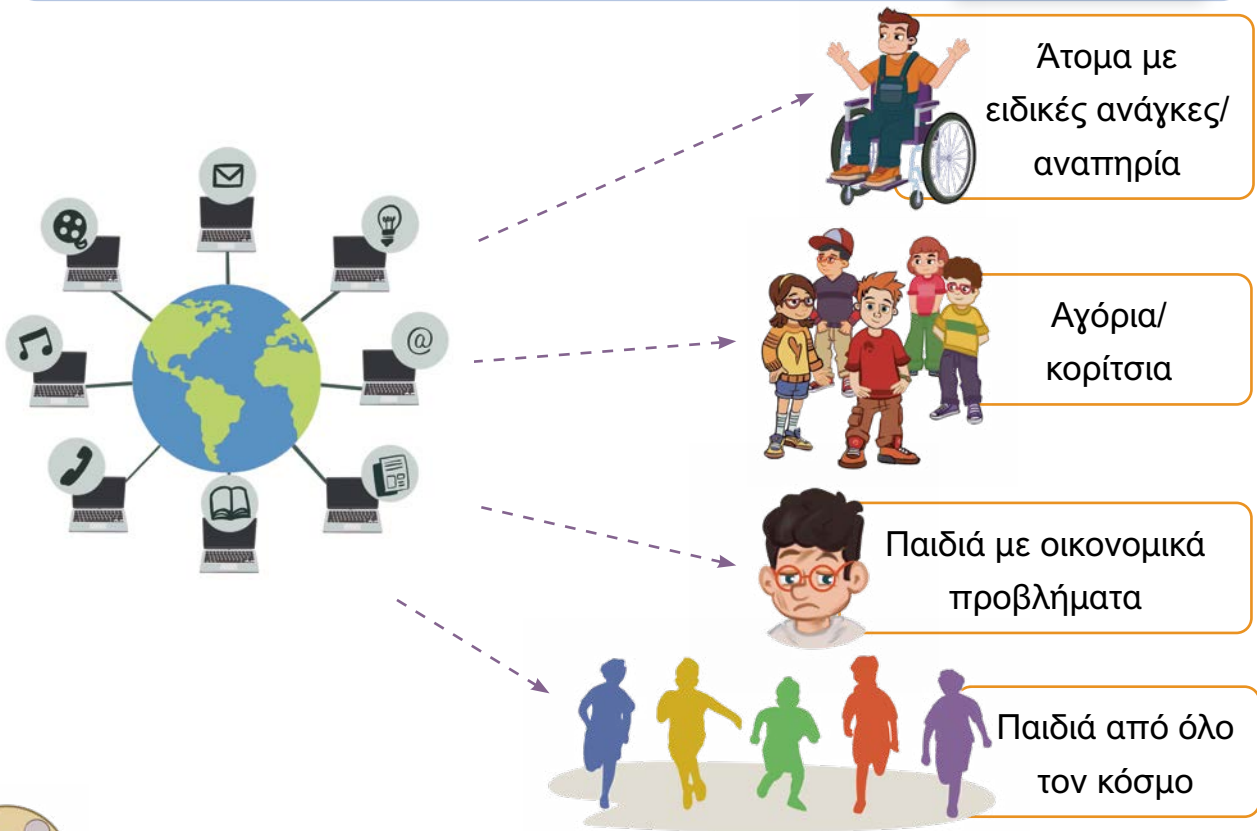 Άτομα με
ειδικές ανάγκες/
αναπηρία
@
Αγόρια/
κορίτσια
Παιδιά με οικονομικά
προβλήματα
Παιδιά από όλο
τον κόσμο